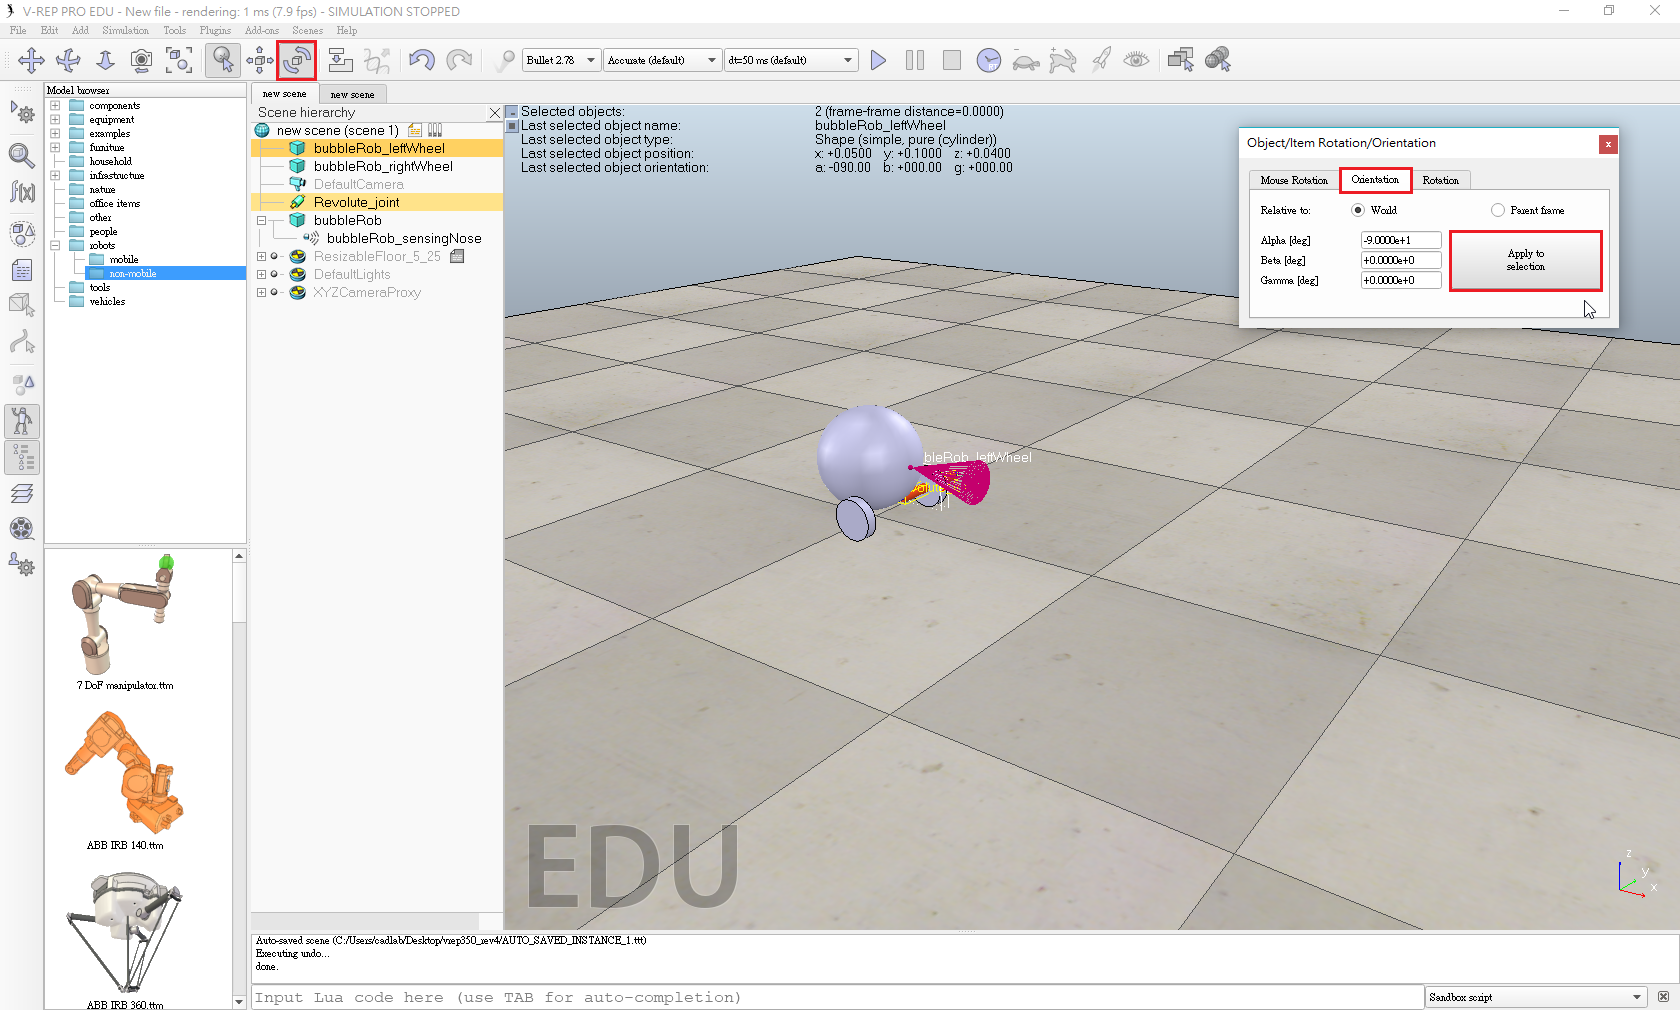 V-REP PRO EDU - New file - rendering: 1 ms (7.9 fps) - SIMULATION STOPPED
File Edit Add Simulation Tools Plugins Add-ons Scenes Help
Bullet 2.78 Accurate (default) dt=50 ms (default)
Model browser
components
equipment
examples
furniture
household
infrastructure
nature
office items
other
people
robots
mobile
non-mobile
tools
vehicles
7 DoF manipulator.ttm
ABB IRB 140.ttm
ABB IRB 360.ttm
new scene new scene
Scene hierarchy
new scene (scene 1)
bubbleRob_leftWheel
bubbleRob_rightWheel
DefaultCamera
Revolute_joint
bubbleRob
bubbleRob_sensingNose
ResizableFloor_5_25
DefaultLights
XYZCameraProxy
Selected objects: 2 (frame-frame distance=0.0000)
Last selected object name: bubbleRob_leftWheel
Last selected object type: Shape (simple, pure (cylinder))
Last selected object position: x: +0.0500 y: +0.1000 z: +0.0400
Last selected object orientation: a: -090.00 b: +000.00 g: +000.00
Object/Item Rotation/Orientation
x
Mouse Rotation Orientation Rotation
Relative to: World Parent frame
Alpha [deg] -9.0000e+1
Beta [deg] +0.0000e+0
Gamma [deg] +0.0000e+0
Apply to
selection
bleRob_leftWheel
EDU
z
y
x
Auto-saved scene (C:/Users/cadlab/Desktop/vrep350_rev4/AUTO_SAVED_INSTANCE_1.ttt)
Executing undo...
done.
Input Lua code here (use TAB for auto-completion)
Sandbox script